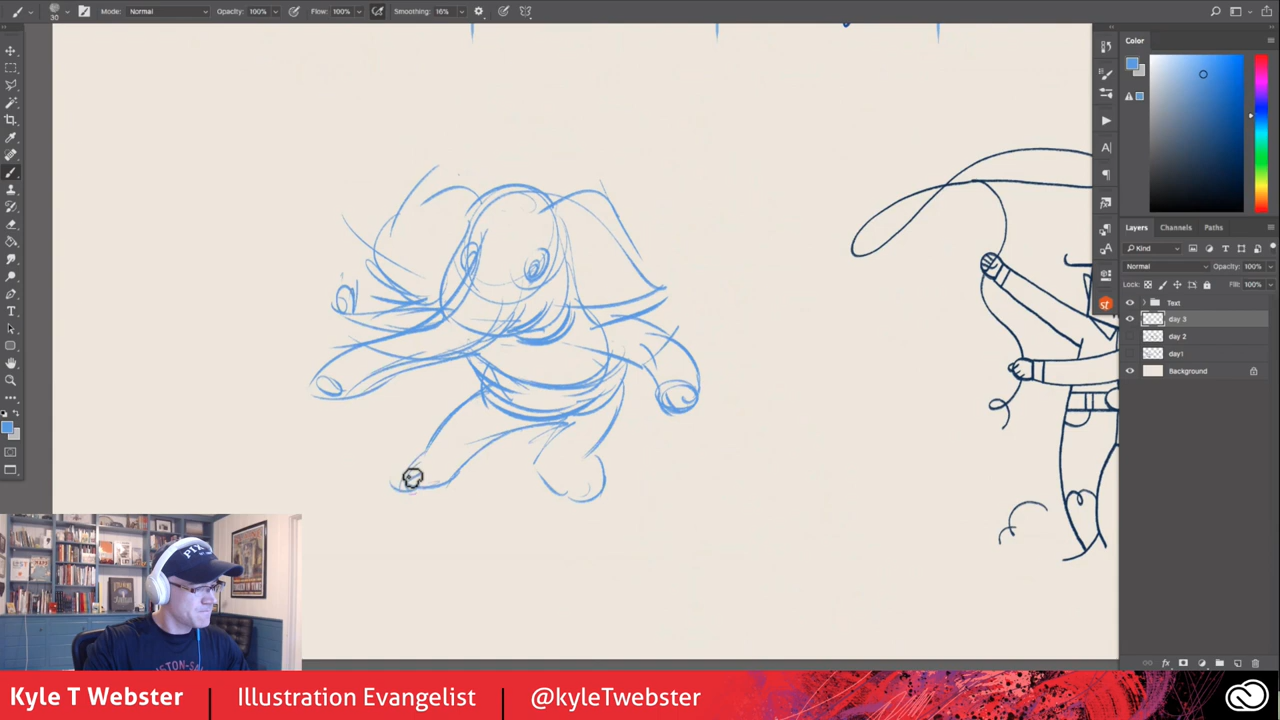 30 Mode: Normal Opacity: 100% Flow: 100% Smoothing: 16%
Color
Layers Channels Paths
Kind
Normal Opacity: 100%
Lock: Fill: 100%
Text
day 3
day 2
day1
Background
Kyle T Webster | Illustration Evangelist | @kyleTwebster